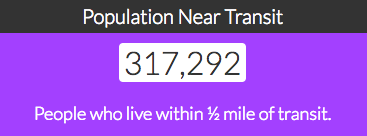 Population Near Transit
317,292
People who live within ½ mile of transit.